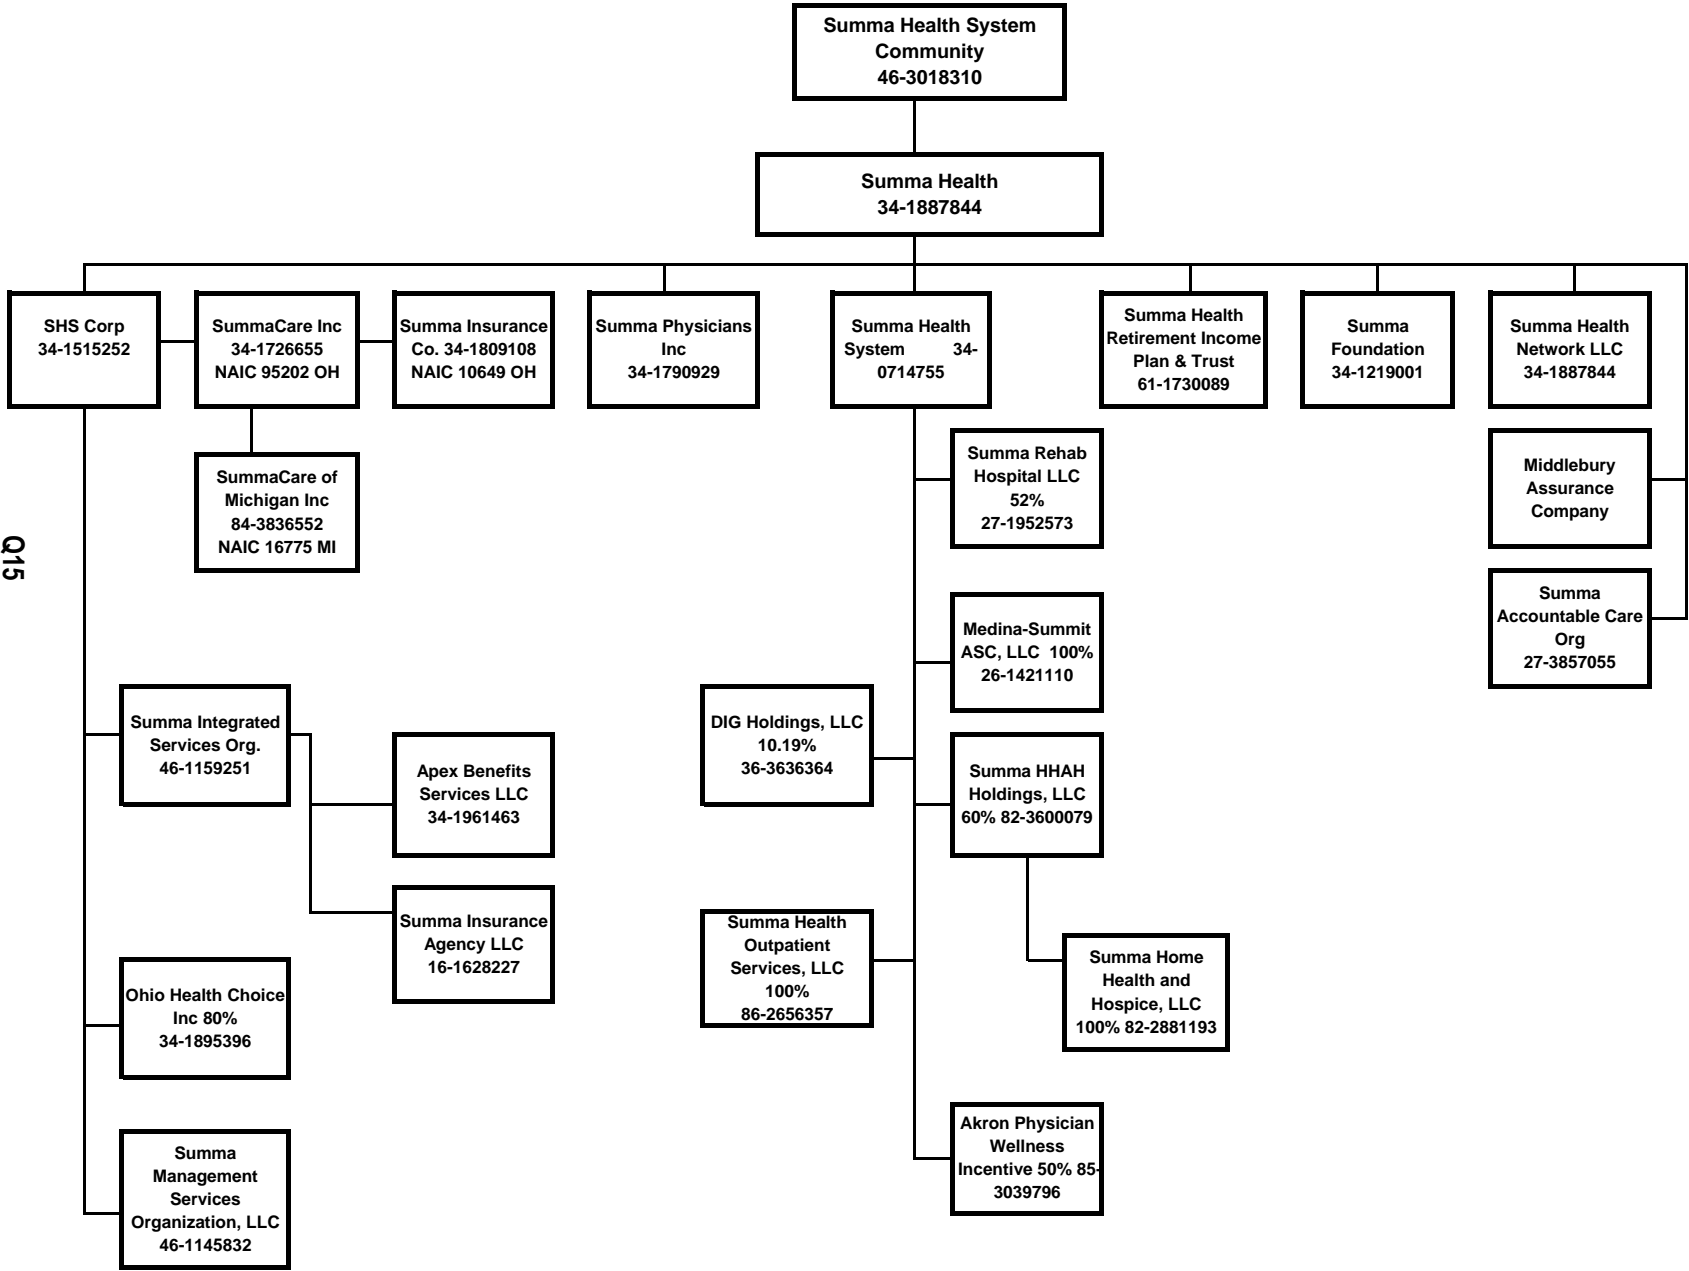 Summa Health System
Community
46-3018310
Summa Health
34-1887844
SHS Corp
34-1515252
SummaCare Inc
34-1726655
NAIC 95202 OH
Summa Insurance
Co. 34-1809108
NAIC 10649 OH
Summa Physicians
Inc
34-1790929
Summa Health
System 34-
0714755
Summa Health
Retirement Income
Plan & Trust
61-1730089
Summa
Foundation
34-1219001
Summa Health
Network LLC
34-1887844
SummaCare of
Michigan Inc
84-3836552
NAIC 16775 MI
Summa Rehab
Hospital LLC
52%
27-1952573
Middlebury
Assurance
Company
Q15
Summa
Accountable Care
Org
27-3857055
Medina-Summit
ASC, LLC 100%
26-1421110
Summa Integrated
Services Org.
46-1159251
DIG Holdings, LLC
10.19%
36-3636364
Apex Benefits
Services LLC
34-1961463
Summa HHAH
Holdings, LLC
60% 82-3600079
Summa Insurance
Agency LLC
16-1628227
Summa Health
Outpatient
Services, LLC
100%
86-2656357
Summa Home
Health and
Hospice, LLC
100% 82-2881193
Ohio Health Choice
Inc 80%
34-1895396
Akron Physician
Wellness
Incentive 50% 85-
3039796
Summa
Management
Services
Organization, LLC
46-1145832